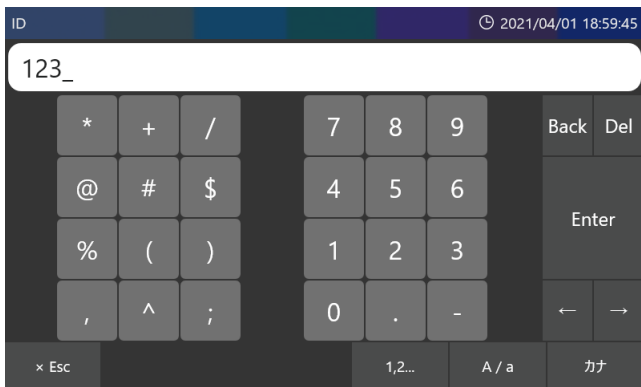 ID 2021/04/01 18:59:45
123_
* + / 7 8 9 Back Del
@ # $ 4 5 6
Enter
% ( ) 1 2 3
, ^ ; 0 . - ← →
× Esc 1,2... A / a カナ